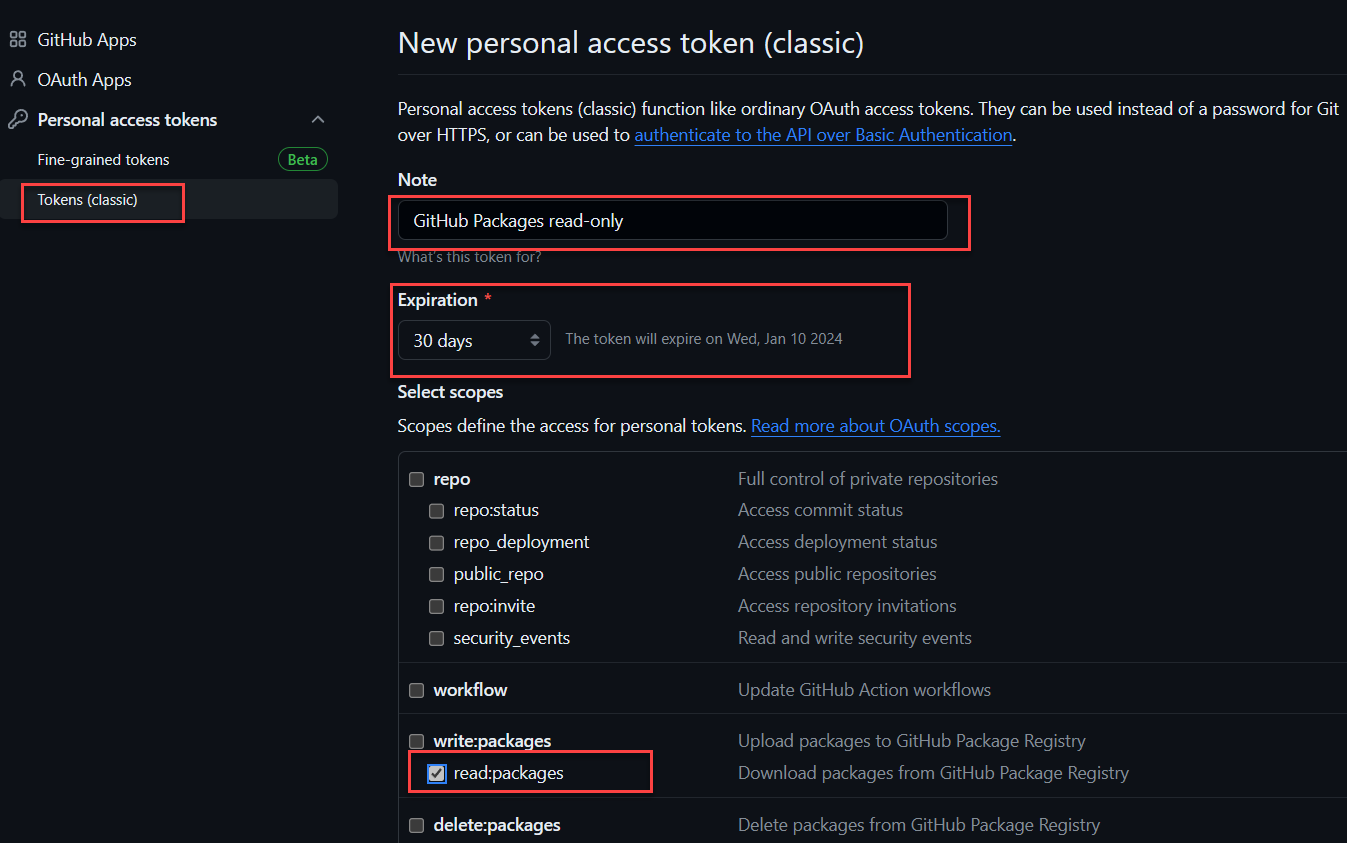 GitHub Apps
OAuth Apps
Personal access tokens
Fine-grained tokens Beta
Tokens (classic)
New personal access token (classic)
Personal access tokens (classic) function like ordinary OAuth access tokens. They can be used instead of a password for Git
over HTTPS, or can be used to authenticate to the API over Basic Authentication.
Note
GitHub Packages read-only
What's this token for?
Expiration *
30 days The token will expire on Wed, Jan 10 2024
Select scopes
Scopes define the access for personal tokens. Read more about OAuth scopes.
repo Full control of private repositories
repo:status Access commit status
repo_deployment Access deployment status
public_repo Access public repositories
repo:invite Access repository invitations
security_events Read and write security events
workflow Update GitHub Action workflows
write:packages Upload packages to GitHub Package Registry
read:packages Download packages from GitHub Package Registry
delete:packages Delete packages from GitHub Package Registry